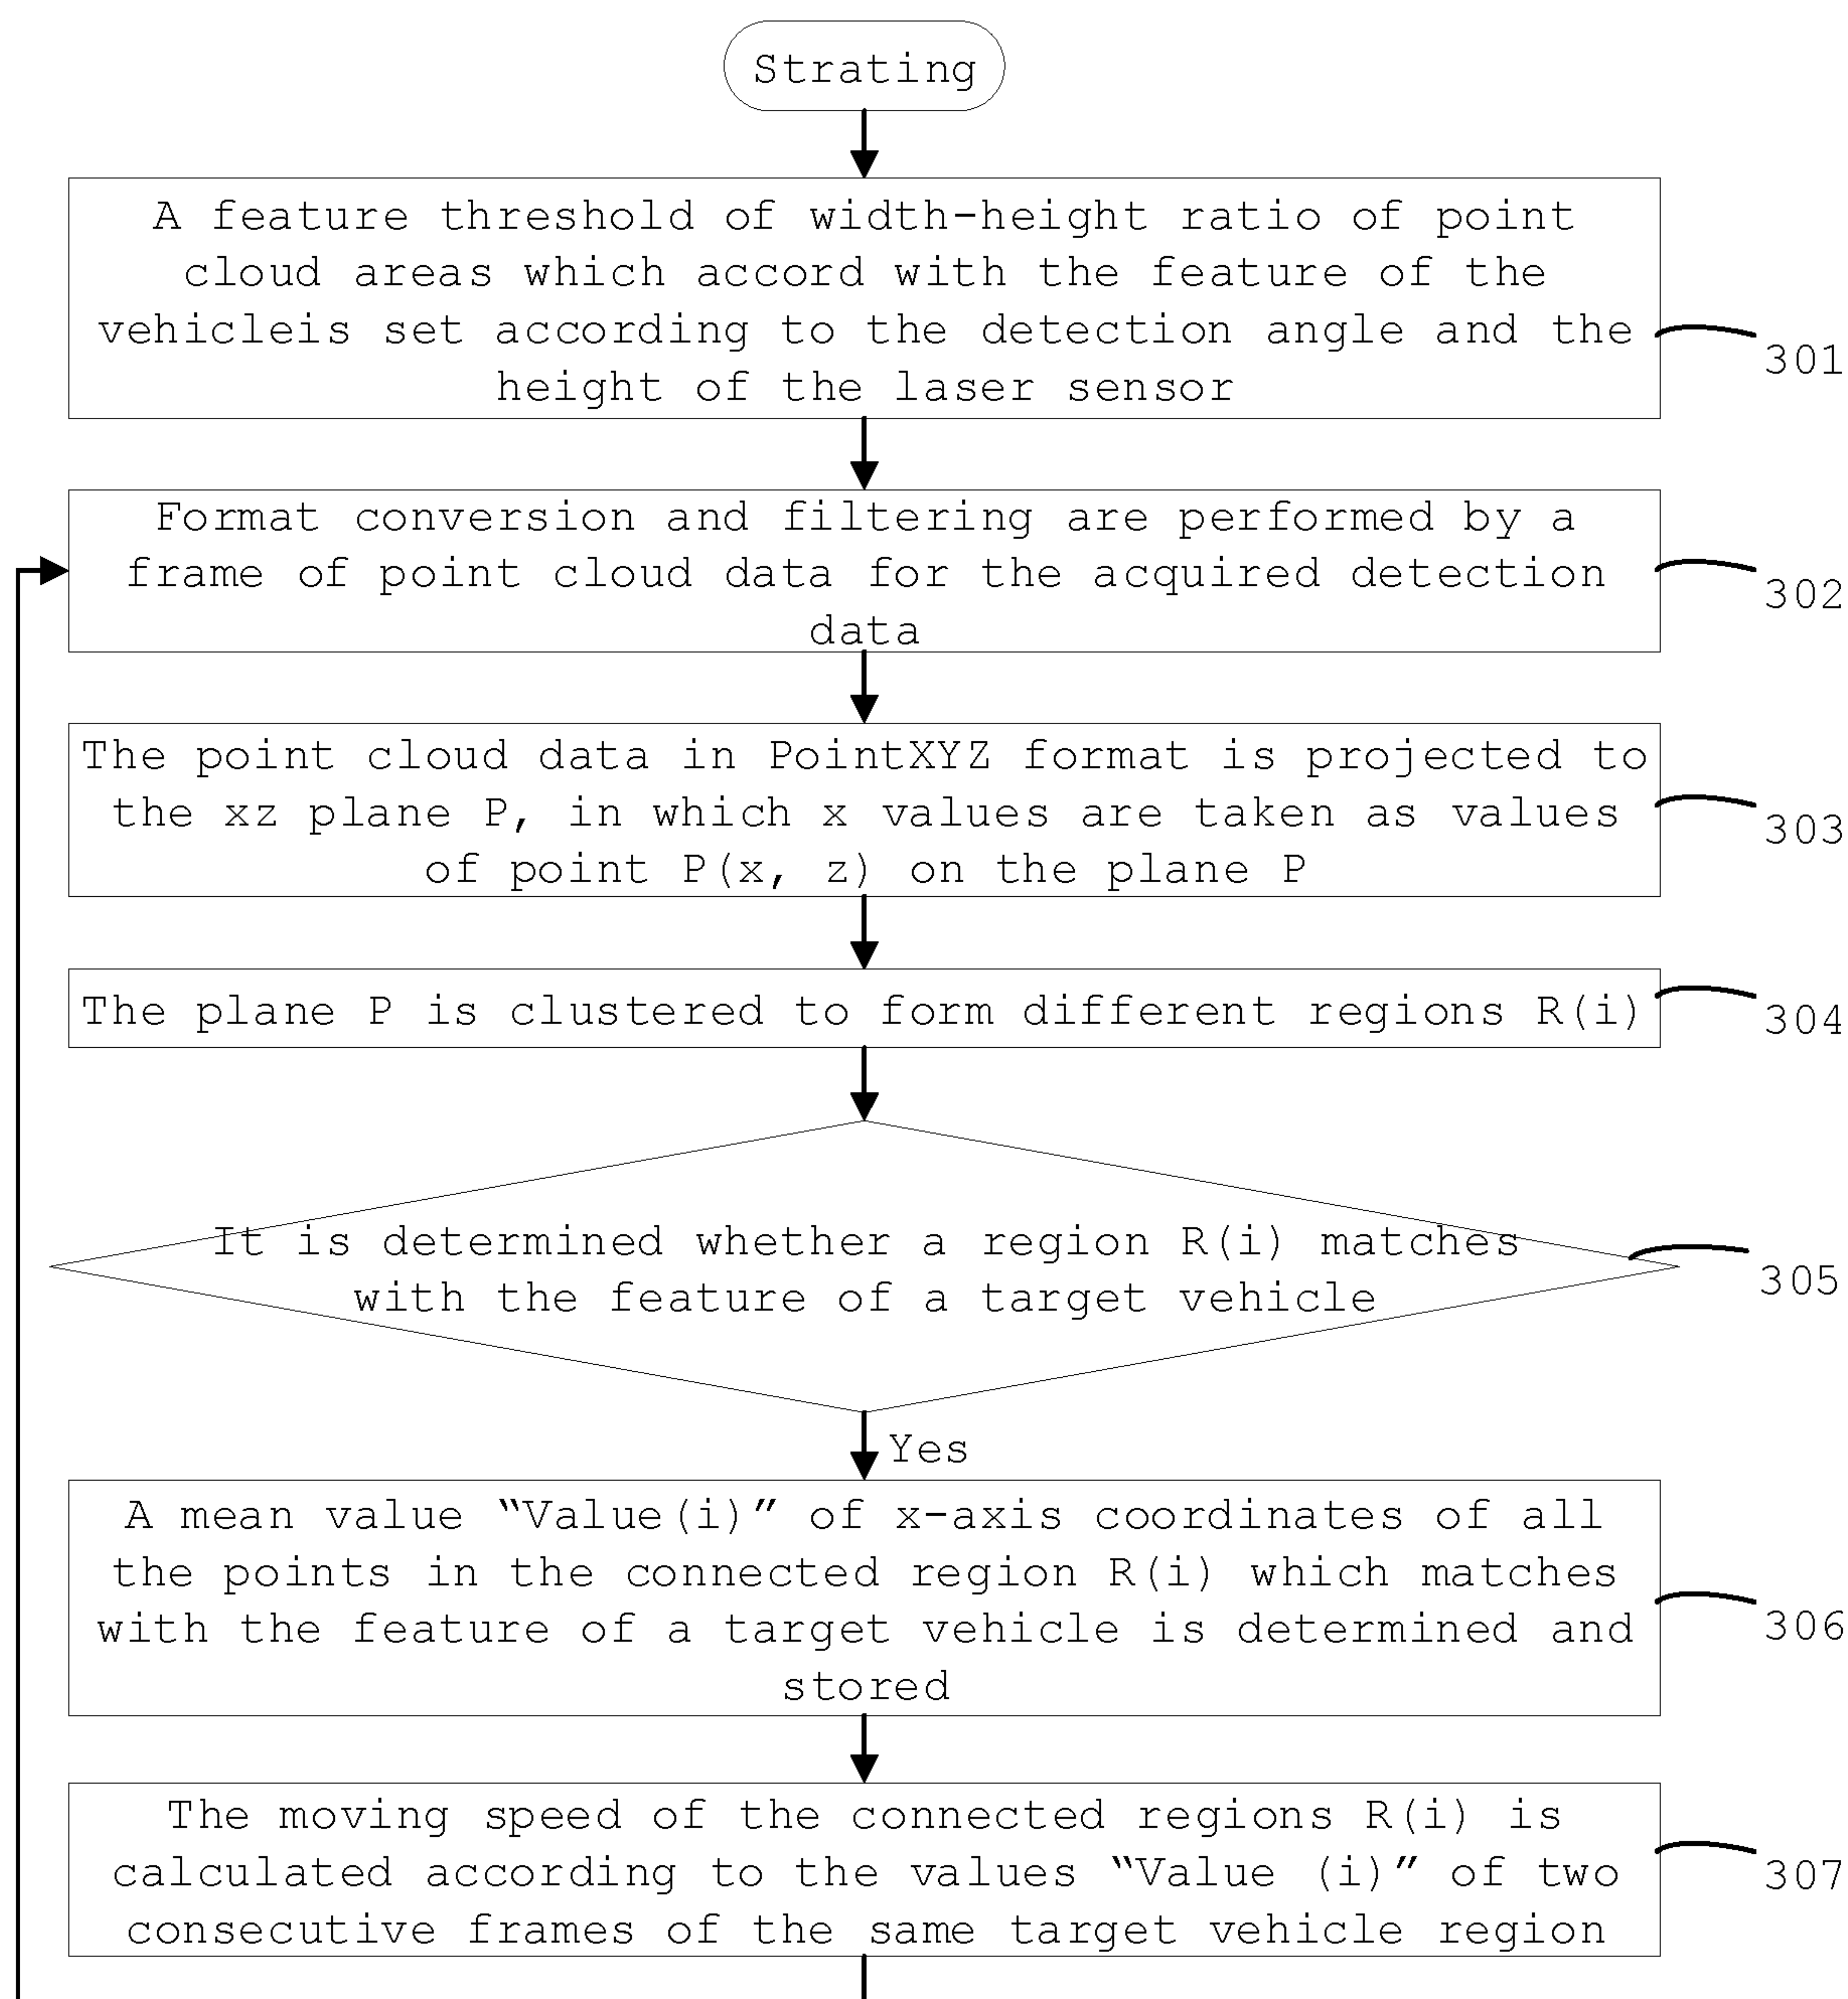 Strating
A feature threshold of width-height ratio of point
cloud areas which accord with the feature of the
vehicleis set according to the detection angle and the
height of the laser sensor
301
Format conversion and filtering are performed by a
frame of point cloud data for the acquired detection
data
302
The point cloud data in PointXYZ format is projected to
the xz plane P, in which x values are taken as values
of point P(x, z) on the plane P
303
The plane P is clustered to form different regions R(i)
304
It is determined whether a region R(i) matches
with the feature of a target vehicle
305
Yes
A mean value “Value(i)” of x-axis coordinates of all
the points in the connected region R(i) which matches
with the feature of a target vehicle is determined and
stored
306
The moving speed of the connected regions R(i) is
calculated according to the values “Value (i)” of two
consecutive frames of the same target vehicle region
307